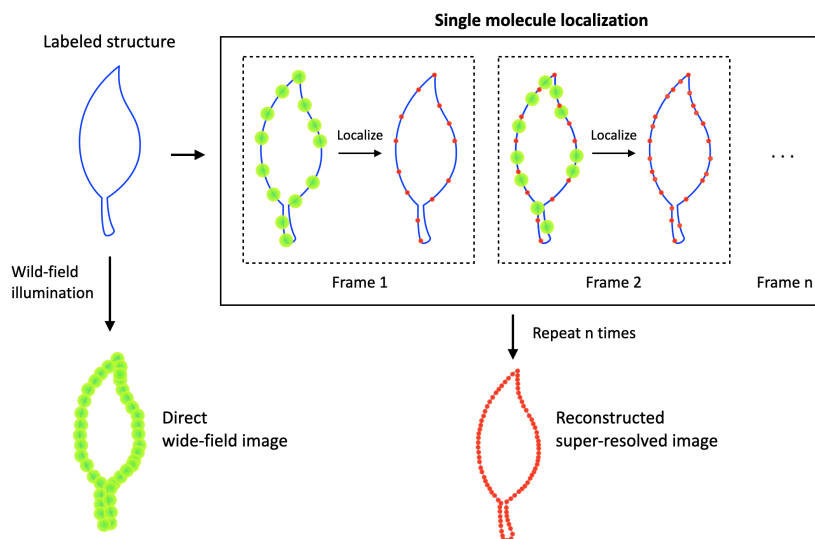 Single molecule localization
Labeled structure
Localize
Localize
. . .
Frame 1
Frame 2
Frame n
Wild-field
illumination
Repeat n times
Direct
wide-field image
Reconstructed
super-resolved image